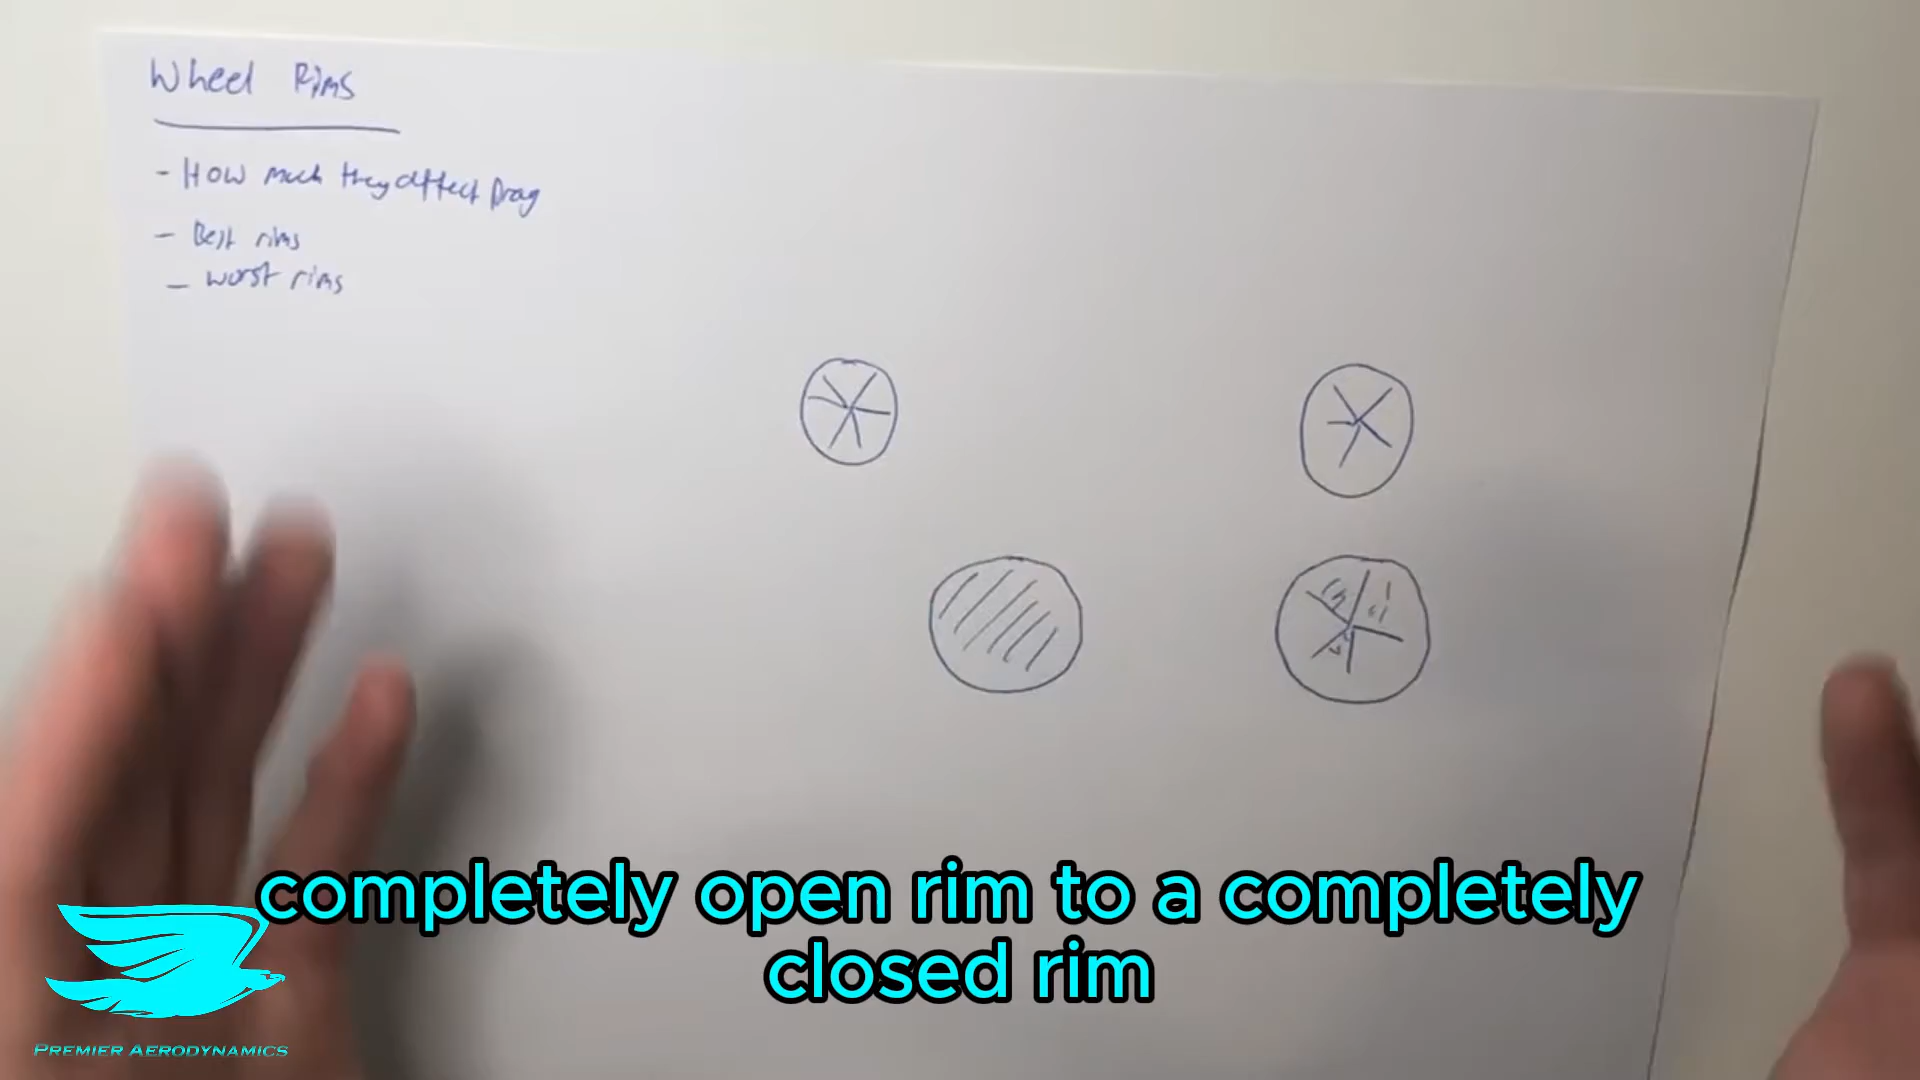 Wheel Rims
- How much they affect Drag
- Best rims
- worst rims
completely open rim to a completely
closed rim
PREMIER AERODYNAMICS